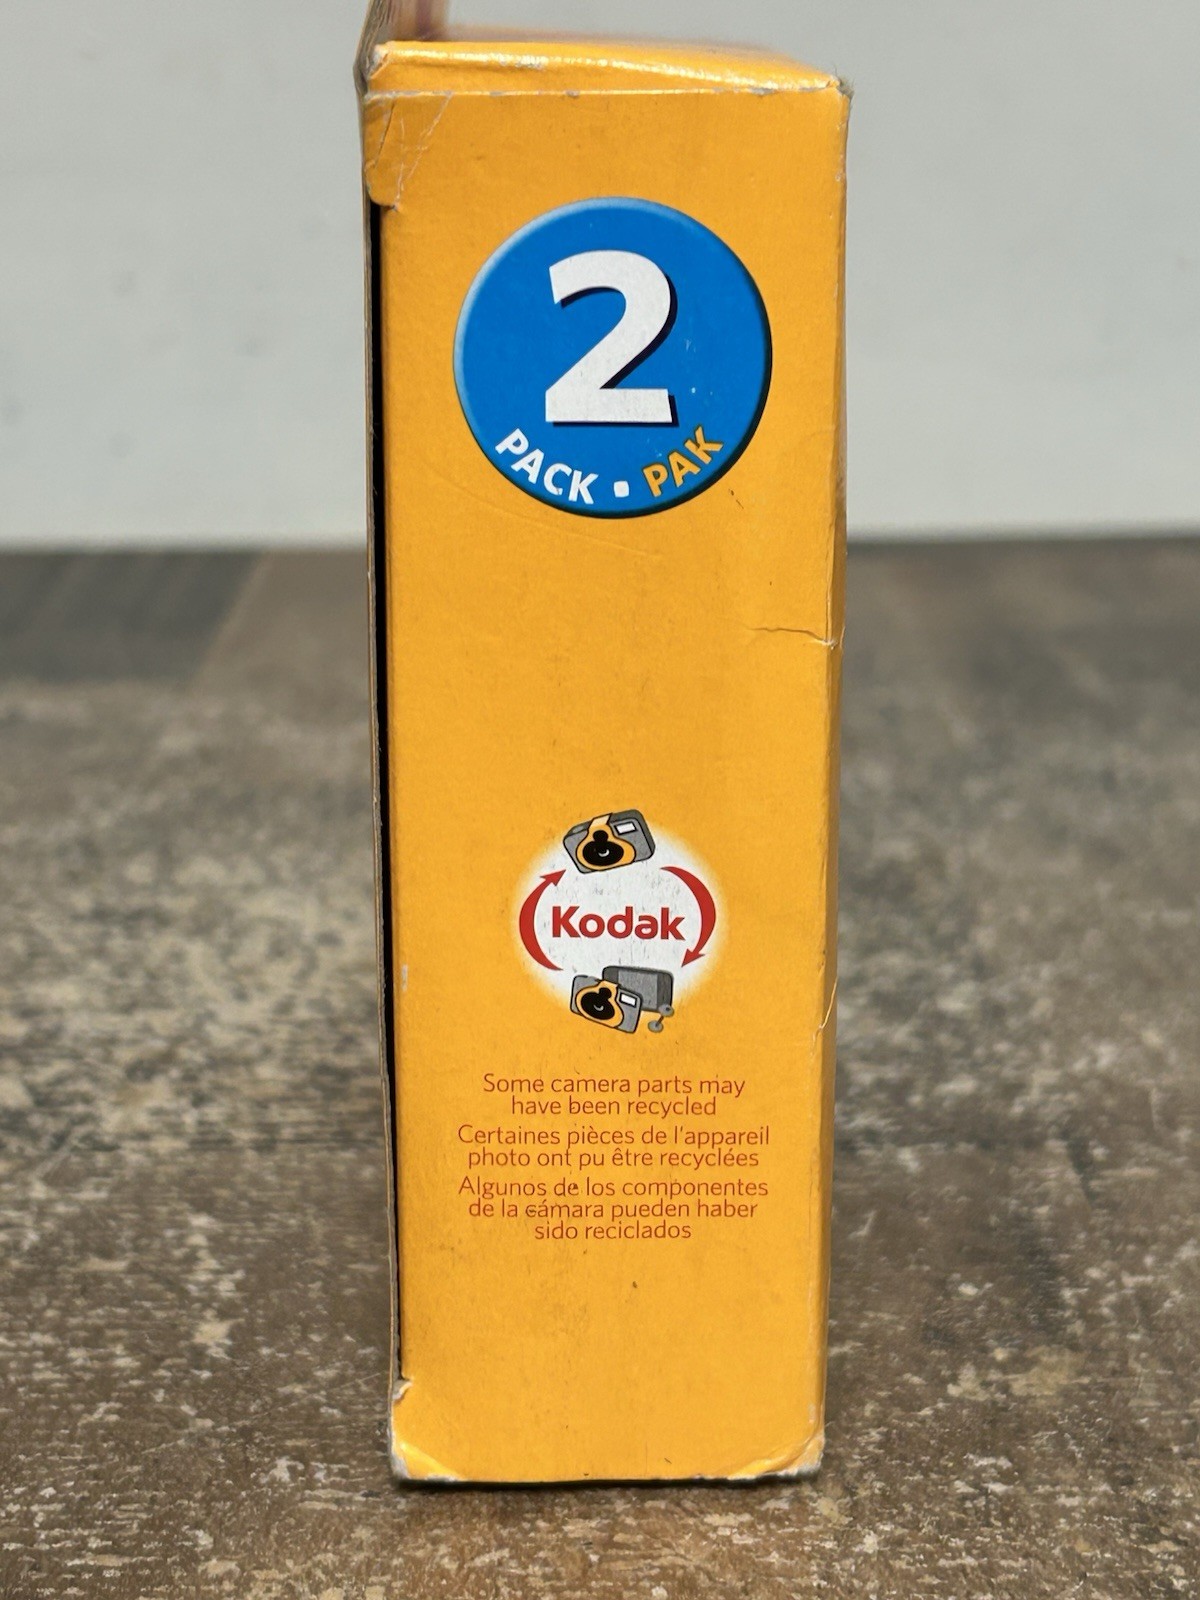 2
PACK · PAK
Kodak
Some camera parts may
have been recycled
Certaines pièces de l'appareil
photo ont pu être recyclées
Algunos de los componentes
de la cámara pueden haber
sido reciclados